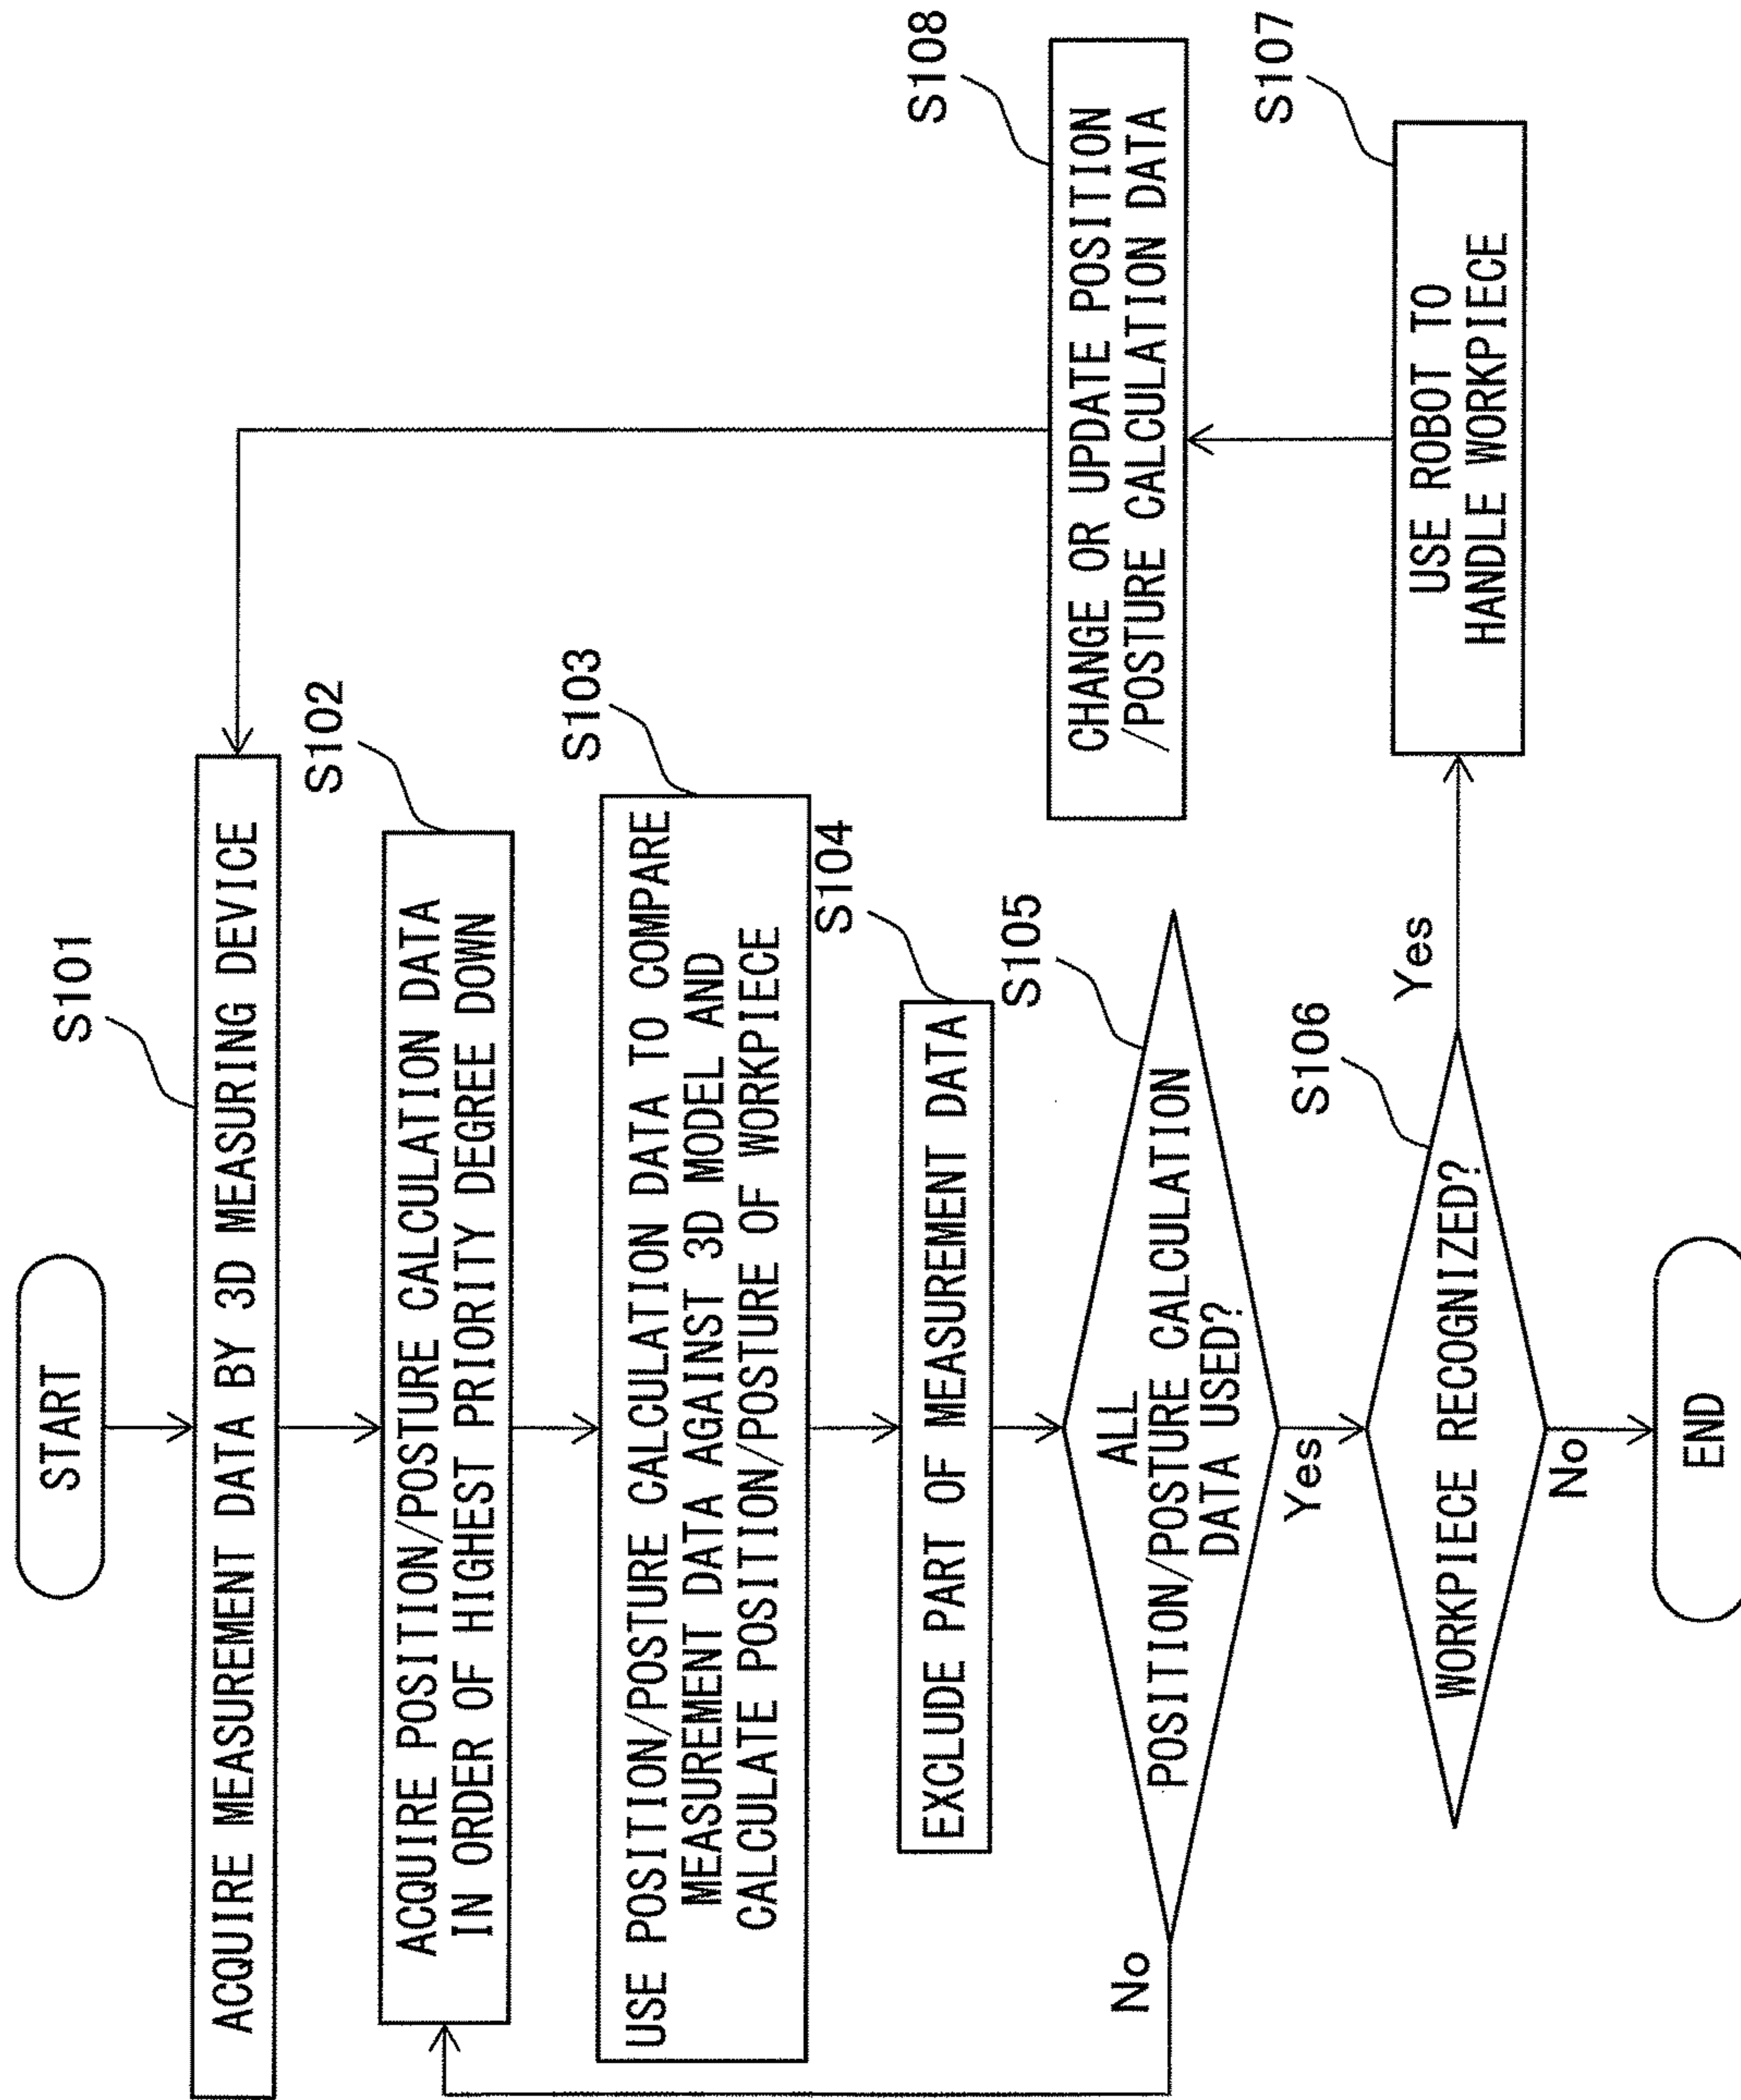 START
S101
ACQUIRE MEASUREMENT DATA BY 3D MEASURING DEVICE
S102
ACQUIRE POSITION/POSTURE CALCULATION DATA
IN ORDER OF HIGHEST PRIORITY DEGREE DOWN
S103
USE POSITION/POSTURE CALCULATION DATA TO COMPARE
MEASUREMENT DATA AGAINST 3D MODEL AND
CALCULATE POSITION/POSTURE OF WORKPIECE
S104
EXCLUDE PART OF MEASUREMENT DATA
S105
ALL
POSITION/POSTURE CALCULATION
DATA USED?
No
Yes
S106
WORKPIECE RECOGNIZED?
Yes
No
S107
USE ROBOT TO
HANDLE WORKPIECE
S108
CHANGE OR UPDATE POSITION
/POSTURE CALCULATION DATA
END